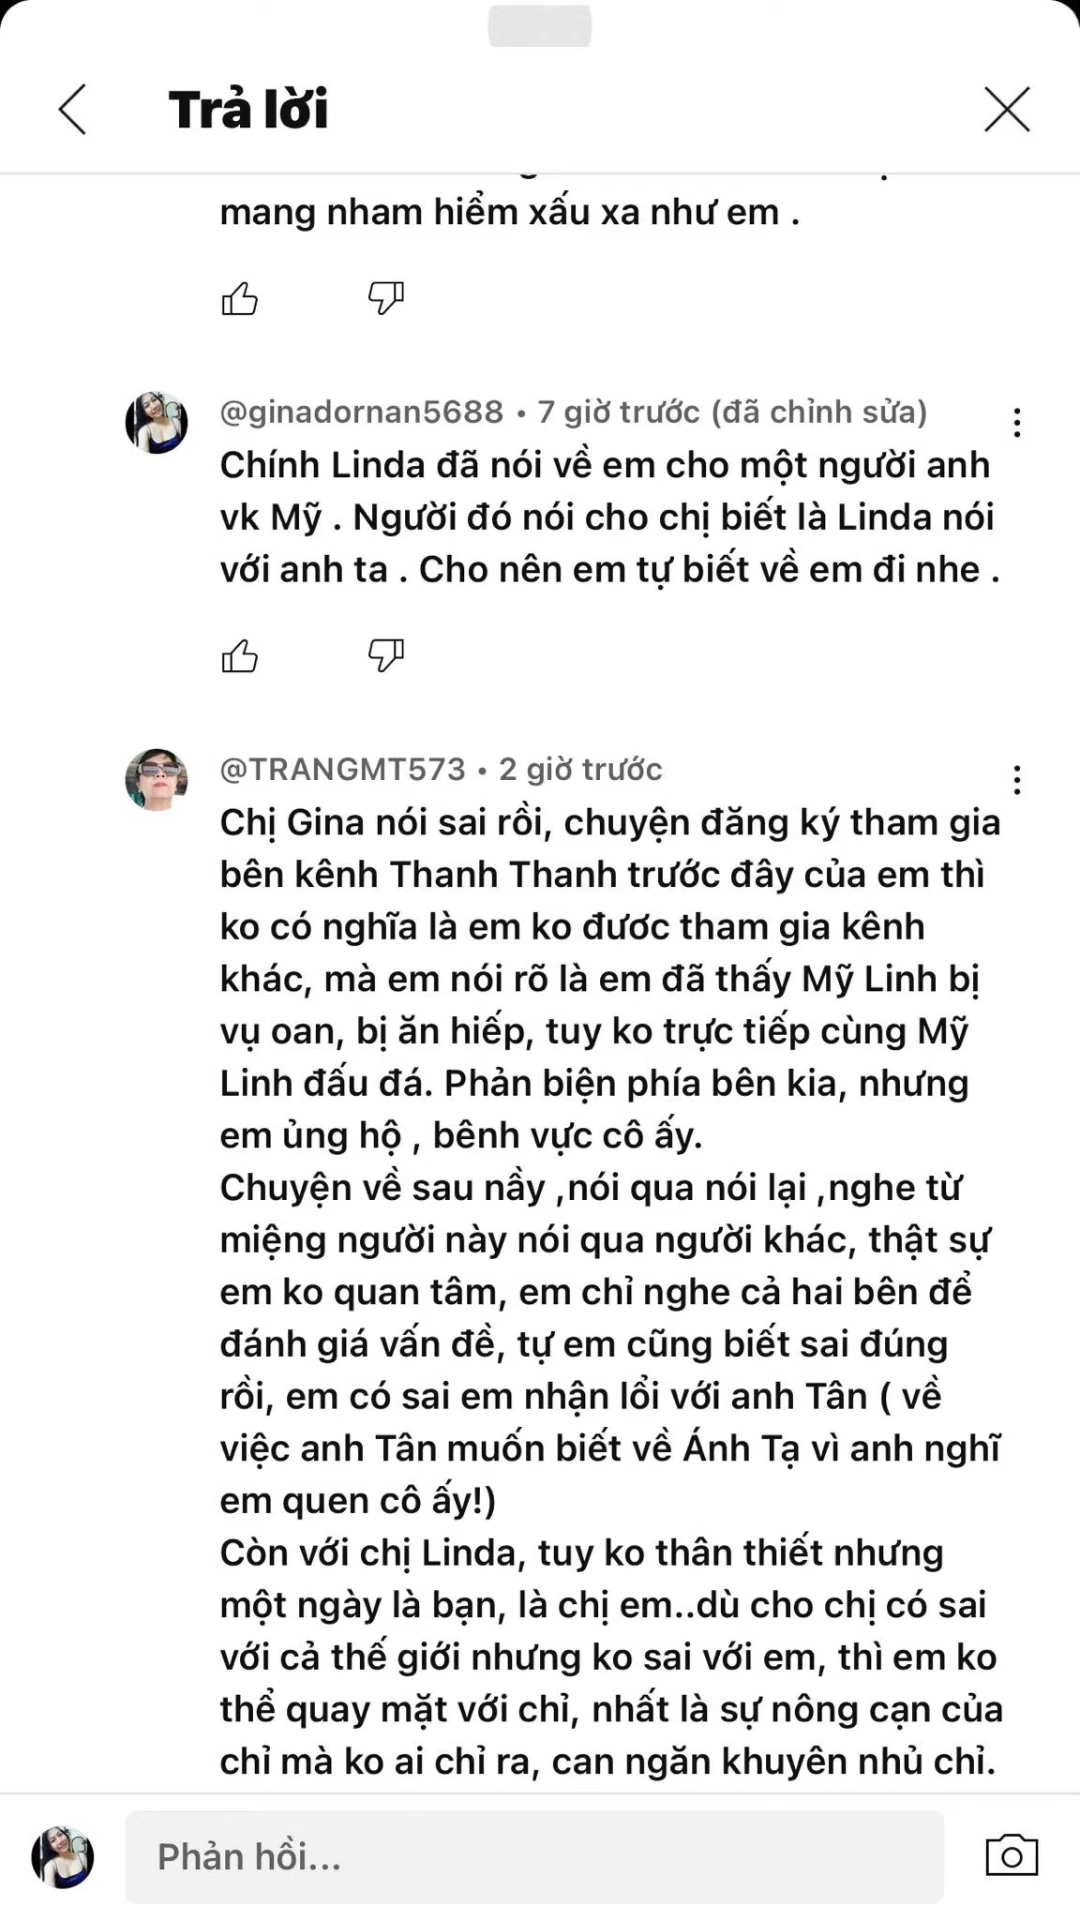 Trả lời
mang nham hiểm xấu xa như em .
@ginadornan5688 • 7 giờ trước (đã chỉnh sửa)
Chính Linda đã nói về em cho một người anh
vk Mỹ . Người đó nói cho chị biết là Linda nói
với anh ta . Cho nên em tự biết về em đi nhe .
@TRANGMT573 • 2 giờ trước
Chị Gina nói sai rồi, chuyện đăng ký tham gia
bên kênh Thanh Thanh trước đây của em thì
ko có nghĩa là em ko đươc tham gia kênh
khác, mà em nói rõ là em đã thấy Mỹ Linh bị
vụ oan, bị ăn hiếp, tuy ko trực tiếp cùng Mỹ
Linh đấu đá. Phản biện phía bên kia, nhưng
em ủng hộ , bênh vực cô ấy.
Chuyện về sau nầy ,nói qua nói lại ,nghe từ
miệng người này nói qua người khác, thật sự
em ko quan tâm, em chỉ nghe cả hai bên để
đánh giá vấn đề, tự em cũng biết sai đúng
rồi, em có sai em nhận lổi với anh Tân ( về
việc anh Tân muốn biết về Ánh Tạ vì anh nghĩ
em quen cô ấy!)
Còn với chị Linda, tuy ko thân thiết nhưng
một ngày là bạn, là chị em..dù cho chị có sai
với cả thế giới nhưng ko sai với em, thì em ko
thể quay mặt với chỉ, nhất là sự nông cạn của
chỉ mà ko ai chỉ ra, can ngăn khuyên nhủ chỉ.
Phản hồi...